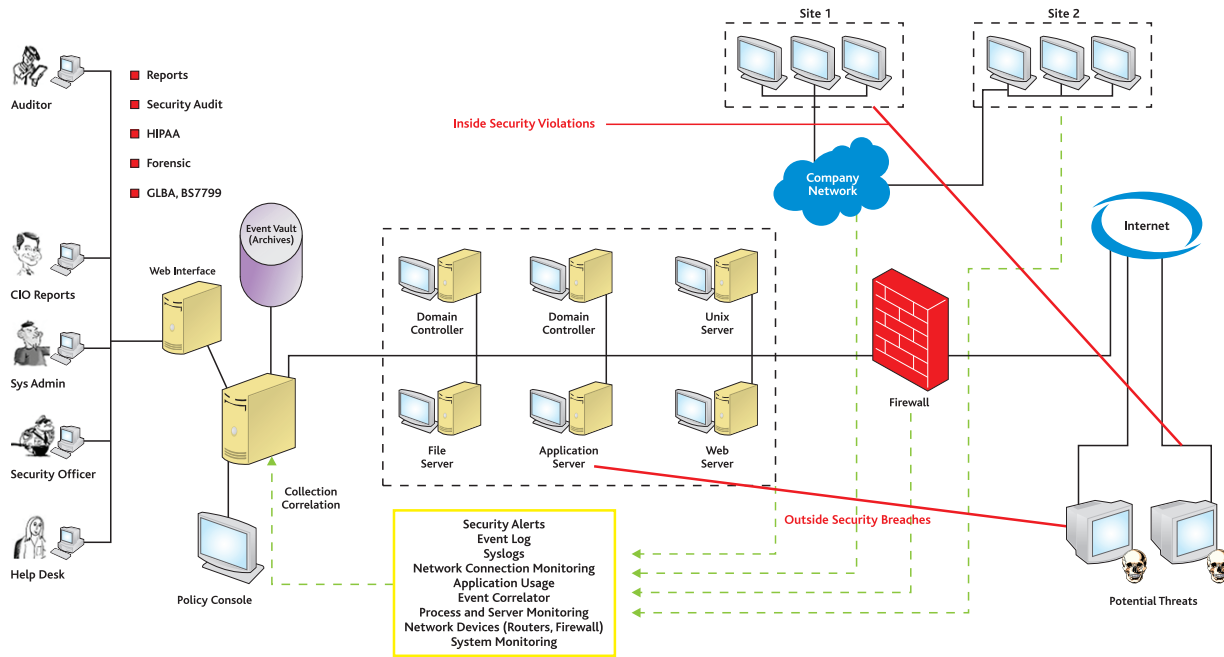 Site 1
Site 2
Auditor
Reports
Security Audit
HIPAA
Forensic
GLBA, BS7799
Inside Security Violations
Company
Network
Internet
Event Vault
(Archives)
CIO Reports
Web Interface
Domain
Controller
Domain
Controller
Unix
Server
Sys Admin
Firewall
File
Server
Application
Server
Web
Server
Security Officer
Collection
Correlation
Outside Security Breaches
Help Desk
Policy Console
Security Alerts
Event Log
Syslogs
Network Connection Monitoring
Application Usage
Event Correlator
Process and Server Monitoring
Network Devices (Routers, Firewall)
System Monitoring
Potential Threats